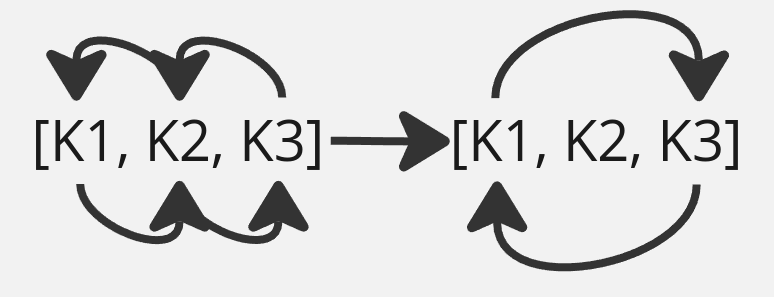 [K1, K2, K3] [K1, K2, K3]